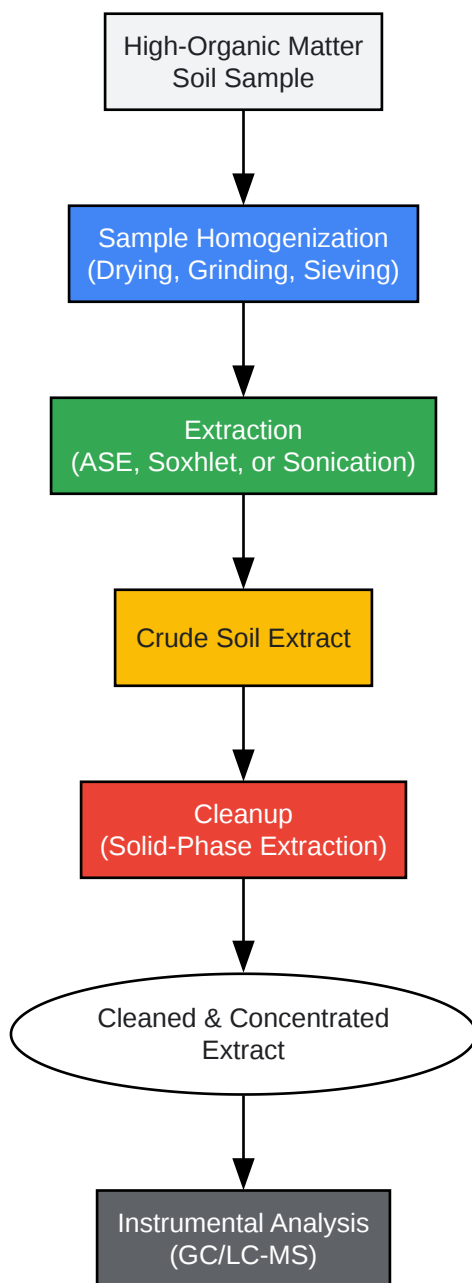 High-Organic Matter
Soil Sample
Sample Homogenization
(Drying, Grinding, Sieving)
Extraction
(ASE, Soxhlet, or Sonication)
Crude Soil Extract
Cleanup
(Solid-Phase Extraction)
Cleaned & Concentrated
Extract
Instrumental Analysis
(GC/LC-MS)